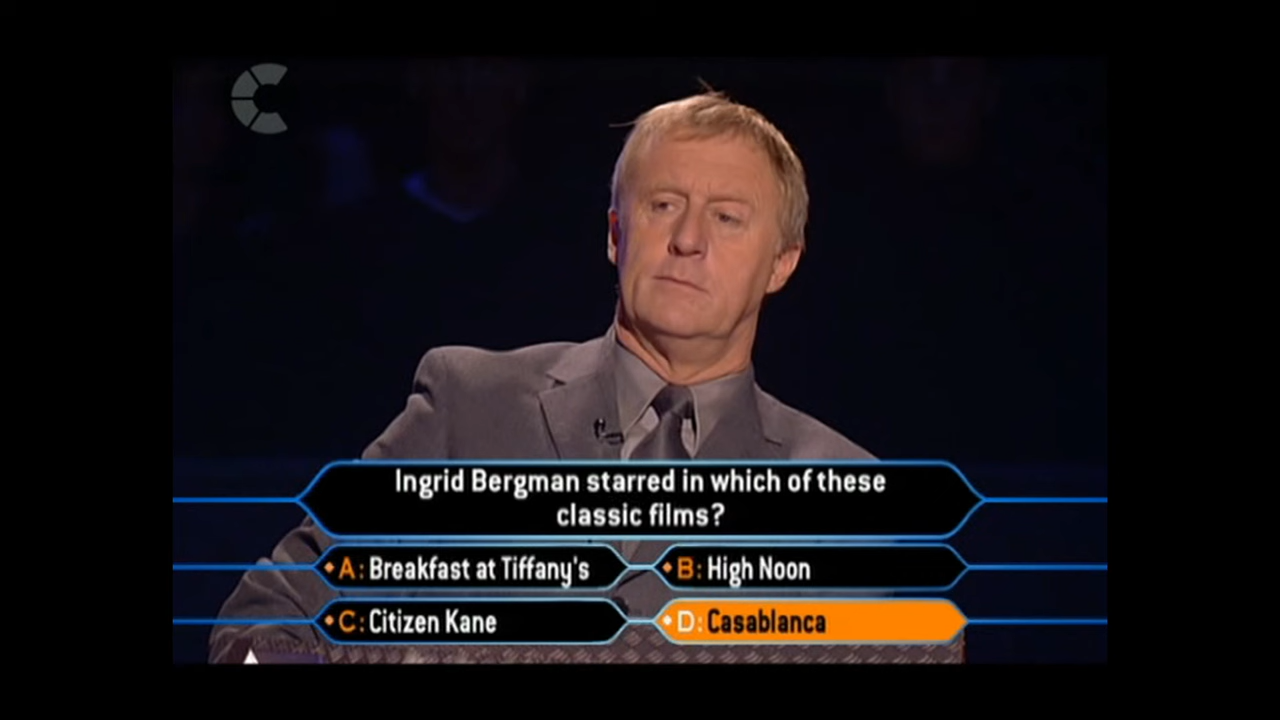 Ingrid Bergman starred in which of these
classic films?
A: Breakfast at Tiffany's
B: High Noon
C: Citizen Kane
D: Casablanca